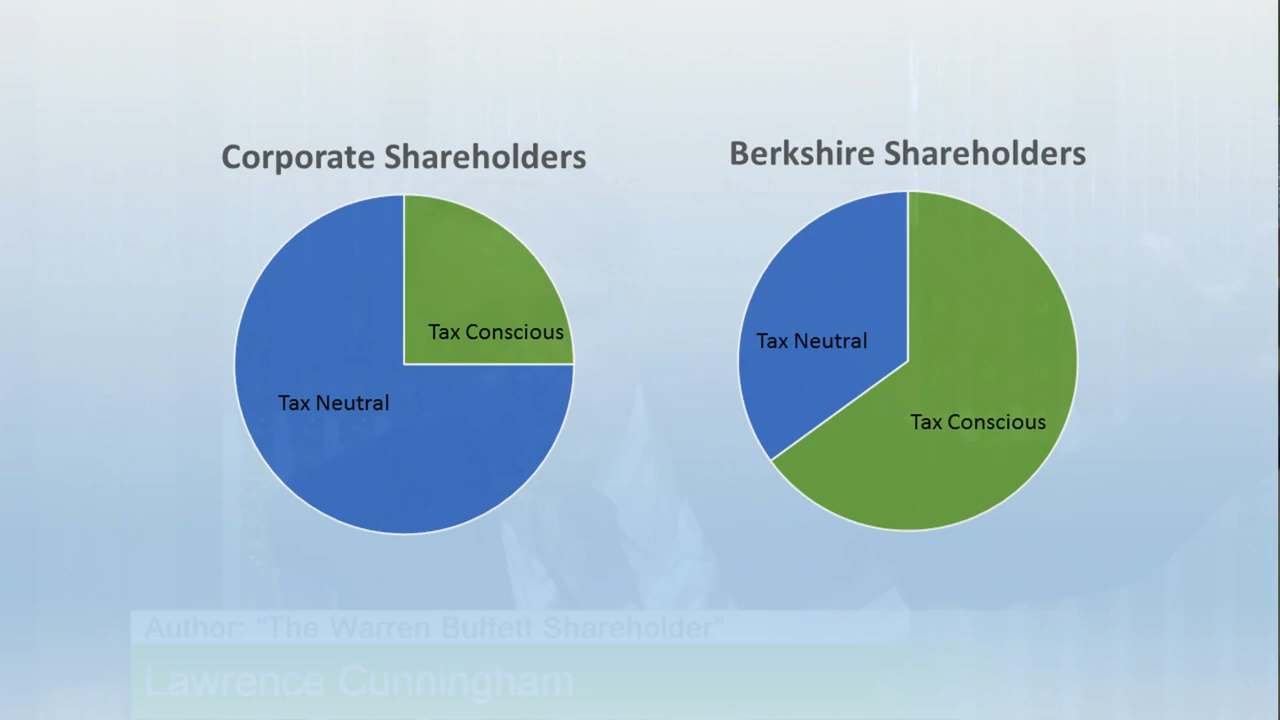 Corporate Shareholders
Tax Conscious
Tax Neutral
Berkshire Shareholders
Tax Neutral
Tax Conscious
Author: "The Warren Buffett Shareholder"
Lawrence Cunningham